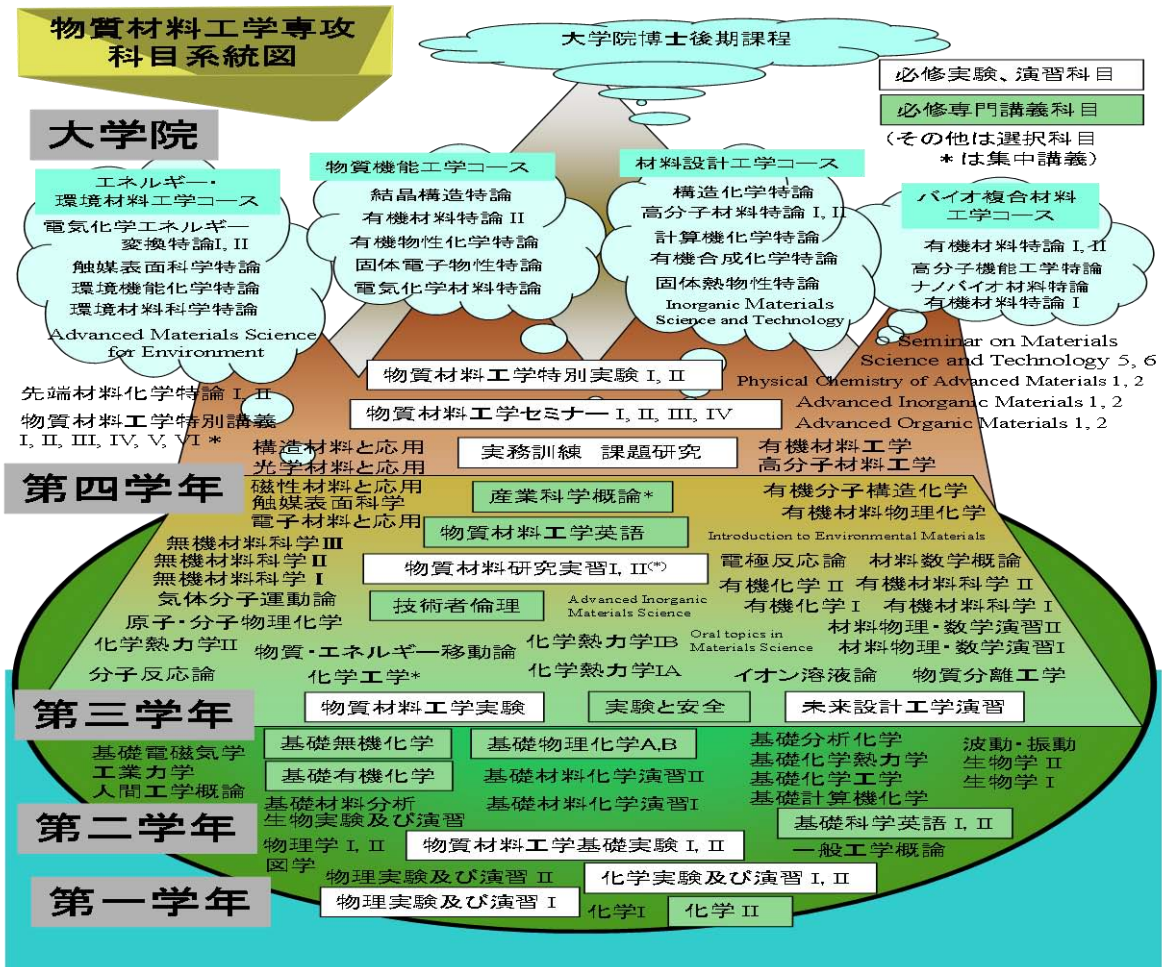 物質材料工学専攻
科目系統図
大学院博士後期課程
必修実験、演習科目
必修専門講義科目
(その他は選択科目
*は集中講義)
大学院
エネルギー・
環境材料工学コース
電気化学エネルギー
変換特論I, II
触媒表面科学特論
環境機能化学特論
環境材料科学特論
Advanced Materials Science
for Environment
物質機能工学コース
結晶構造特論
有機材料特論 II
有機物性化学特論
固体電子物性特論
電気化学材料特論
材料設計工学コース
構造化学特論
高分子材料特論 I, II
計算機化学特論
有機合成化学特論
固体熱物性特論
Inorganic Materials
Science and Technology
バイオ複合材料
工学コース
有機材料特論 I, II
高分子機能工学特論
ナノバイオ材料特論
有機材料特論 I
Seminar on Materials
Science and Technology 5, 6
Physical Chemistry of Advanced Materials 1, 2
Advanced Inorganic Materials 1, 2
Advanced Organic Materials 1, 2
先端材料化学特論 I, II
物質材料工学特別講義
I, II, III, IV, V, VI *
物質材料工学特別実験 I, II
物質材料工学セミナー I, II, III, IV
実務訓練 課題研究
構造材料と応用
光学材料と応用
磁性材料と応用
触媒表面科学
電子材料と応用
有機材料工学
高分子材料工学
第四学年
産業科学概論*
物質材料工学英語
有機分子構造化学
有機材料物理化学
Introduction to Environmental Materials
無機材料科学III
無機材料科学II
無機材料科学 I
気体分子運動論
原子・分子物理化学
化学熱力学II
分子反応論
物質材料研究実習I, II(*)
技術者倫理
Advanced Inorganic
Materials Science
電極反応論
材料数学概論
有機化学 II
有機材料科学 II
有機化学 I
有機材料科学 I
材料物理・数学演習II
材料物理・数学演習I
物質・エネルギー移動論
化学工学*
化学熱力学IB
化学熱力学IA
Oral topics in
Materials Science
イオン溶液論
物質分離工学
第三学年
物質材料工学実験
実験と安全
未来設計工学演習
基礎電磁気学
工業力学
人間工学概論
基礎無機化学
基礎有機化学
基礎物理化学A,B
基礎材料化学演習II
基礎材料化学演習I
基礎分析化学
基礎化学熱力学
基礎化学工学
基礎計算機化学
波動・振動
生物学 II
生物学 I
基礎材料分析
生物実験及び演習
第二学年
基礎科学英語 I, II
物理学 I, II
図学
物質材料工学基礎実験 I, II
一般工学概論
物理実験及び演習 II
化学実験及び演習 I, II
第一学年
物理実験及び演習 I
化学I
化学 II